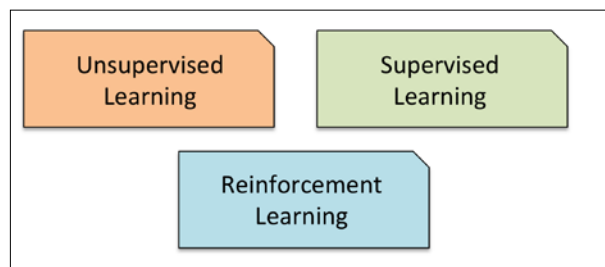 Unsupervised
Learning
Supervised
Learning
Reinforcement
Learning